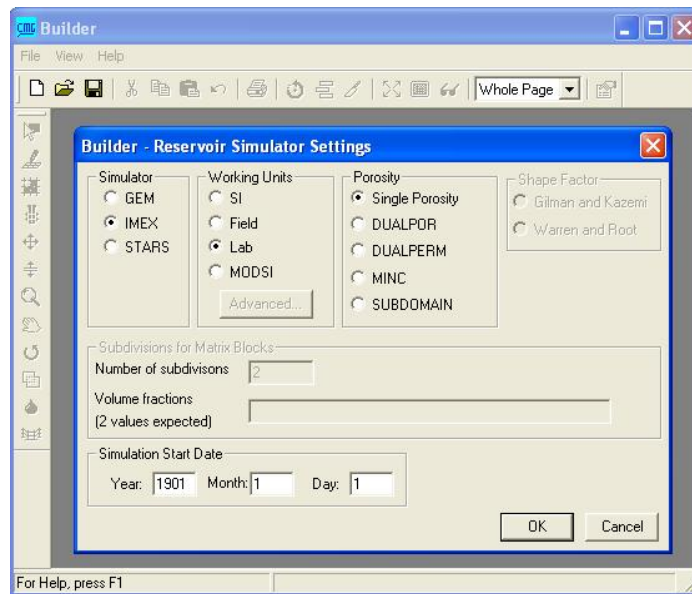 cmg Builder
File View Help
Whole Page
Builder - Reservoir Simulator Settings
Simulator
GEM
IMEX
STARS
Working Units
SI
Field
Lab
MODSI
Advanced...
Porosity
Single Porosity
DUALPOR
DUALPERM
MINC
SUBDOMAIN
Shape Factor
Gilman and Kazemi
Warren and Root
Subdivisions for Matrix Blocks
Number of subdivisons 2
Volume fractions
(2 values expected)
Simulation Start Date
Year: 1901 Month: 1 Day: 1
OK Cancel
For Help, press F1